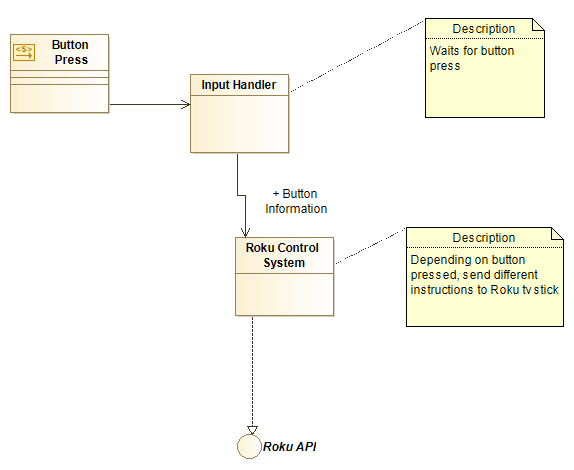 <S>
Button
Press
Input Handler
Description
Waits for button
press
+ Button
Information
Roku Control
System
Description
Depending on button
pressed, send different
instructions to Roku tv stick
Roku API